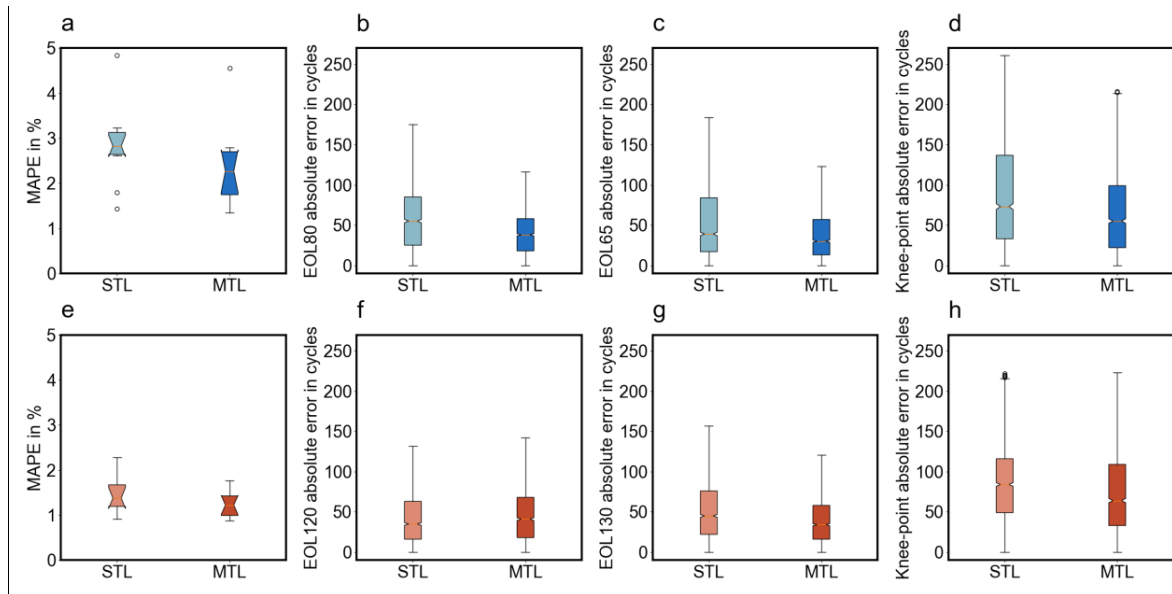 a
b
c
d
MAPE in %
5
4
3
2
1
0
STL
MTL
EOL80 absolute error in cycles
250
200
150
100
50
0
STL
MTL
EOL65 absolute error in cycles
250
200
150
100
50
0
STL
MTL
Knee-point absolute error in cycles
250
200
150
100
50
0
STL
MTL
e
f
g
h
MAPE in %
5
4
3
2
1
0
STL
MTL
EOL120 absolute error in cycles
250
200
150
100
50
0
STL
MTL
EOL130 absolute error in cycles
250
200
150
100
50
0
STL
MTL
Knee-point absolute error in cycles
250
200
150
100
50
0
STL
MTL